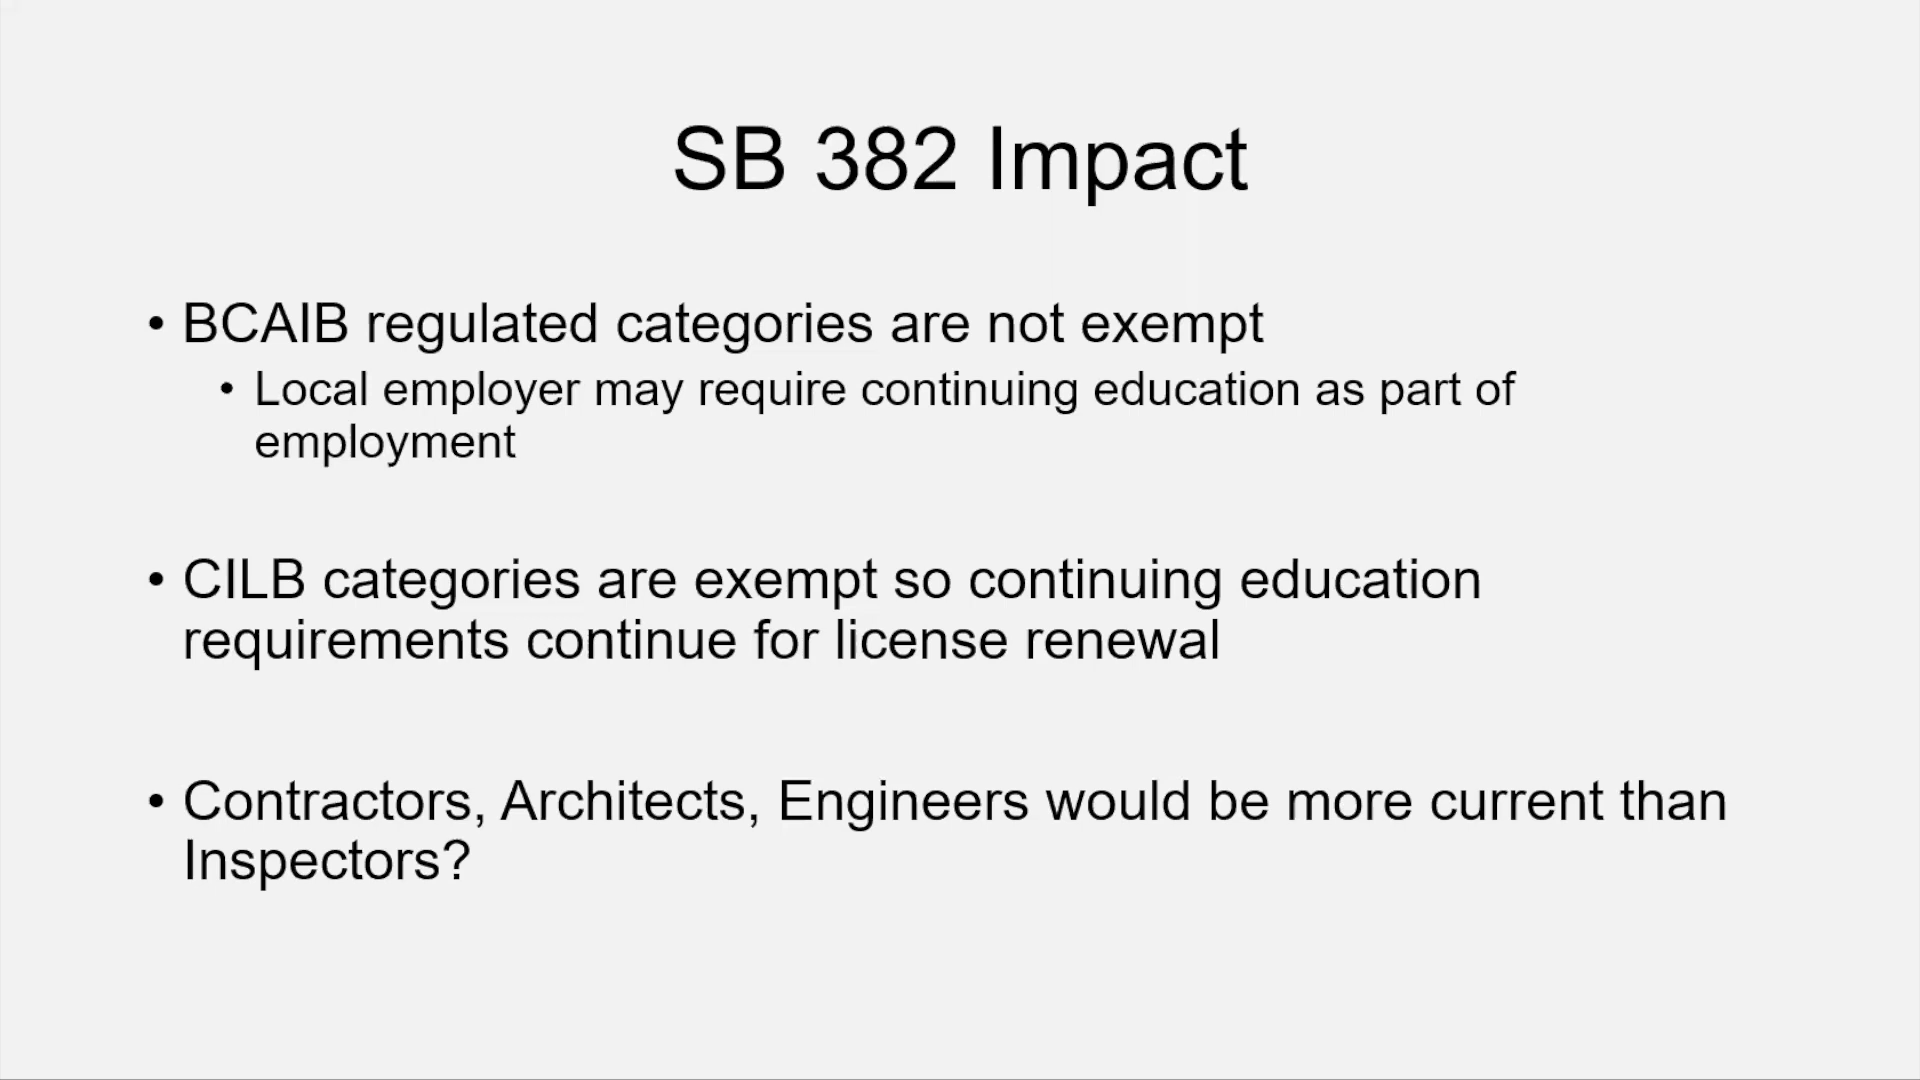 SB 382 Impact
• BCAIB regulated categories are not exempt
• Local employer may require continuing education as part of
employment
• CILB categories are exempt so continuing education
requirements continue for license renewal
• Contractors, Architects, Engineers would be more current than
Inspectors?